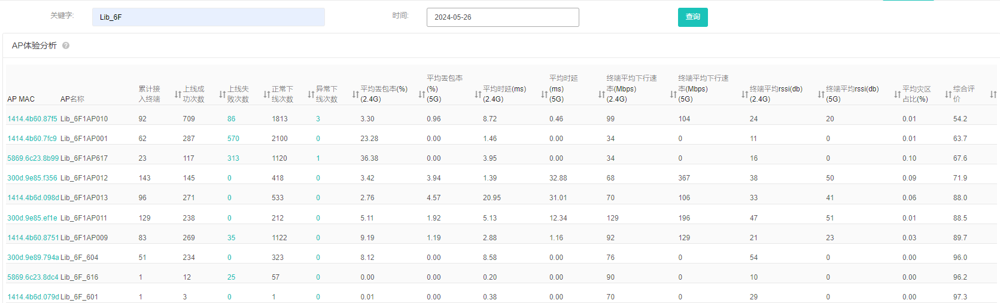 关键字: Lib_6F 时间: 2024-05-26 查询
AP体验分析 ?
AP MAC AP名称 累计接入终端 上线成功次数 上线失败次数 正常下线次数 异常下线次数 平均丢包率(%)(2.4G) 平均丢包率(%)(5G) 平均时延(ms)(2.4G) 平均时延(ms)(5G) 终端平均下行速率(Mbps)(2.4G) 终端平均下行速率(Mbps)(5G) 终端平均rssi(db)(2.4G) 终端平均rssi(db)(5G) 平均灾区占比(%) 综合评价
1414.4b60.87f5 Lib_6F1AP010 92 709 86 1813 3 3.30 0.96 8.72 0.46 99 104 24 20 0.01 54.2
1414.4b60.7fc9 Lib_6F1AP001 62 287 570 2100 0 23.28 0.00 1.46 0.00 34 0 11 0 0.01 63.7
5869.6c23.8b99 Lib_6F1AP617 23 117 313 1120 1 36.38 0.00 3.95 0.00 34 0 16 0 0.10 67.6
300d.9e85.f356 Lib_6F1AP012 143 145 0 418 0 3.42 3.94 1.39 32.88 68 367 38 50 0.09 71.9
1414.4b6d.098d Lib_6F1AP013 96 271 0 533 0 2.76 4.57 20.95 31.01 70 106 33 41 0.06 88.0
300d.9e85.ef1e Lib_6F1AP011 129 238 0 212 0 5.11 1.92 5.13 12.34 129 196 47 51 0.01 88.5
1414.4b60.8751 Lib_6F1AP009 83 269 35 1122 0 9.19 1.19 2.88 1.16 92 129 21 23 0.03 89.7
300d.9e89.794a Lib_6F_604 51 234 0 323 0 8.12 0.00 8.58 0.00 76 0 54 0 0.00 96.0
5869.6c23.8dc4 Lib_6F_616 1 12 25 57 0 0.00 0.00 0.20 0.00 90 0 10 0 0.00 96.2
1414.4b6d.079d Lib_6F_601 1 3 0 1 0 0.01 0.00 0.38 0.00 70 0 29 0 0.00 97.3